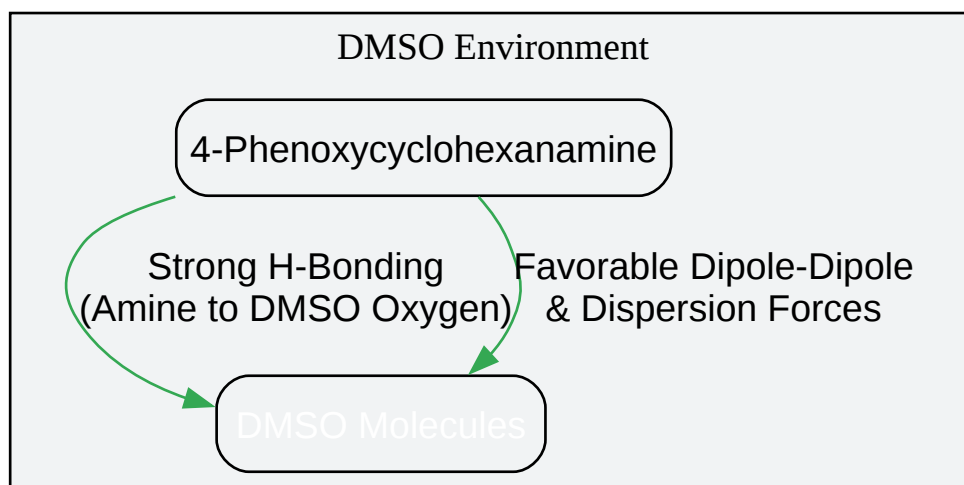 DMSO Environment
4-Phenoxycyclohexanamine
Strong H-Bonding
(Amine to DMSO Oxygen)
Favorable Dipole-Dipole
& Dispersion Forces
DMSO Molecules